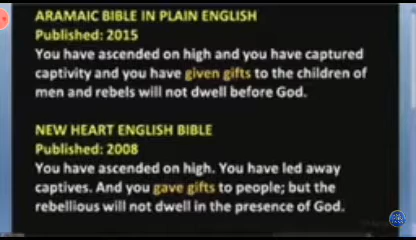 ARAMAIC BIBLE IN PLAIN ENGLISH
Published: 2015
You have ascended on high and you have captured
captivity and you have given gifts to the children of
men and rebels will not dwell before God.
NEW HEART ENGLISH BIBLE
Published: 2008
You have ascended on high. You have led away
captives. And you gave gifts to people; but the
rebellious will not dwell in the presence of God.